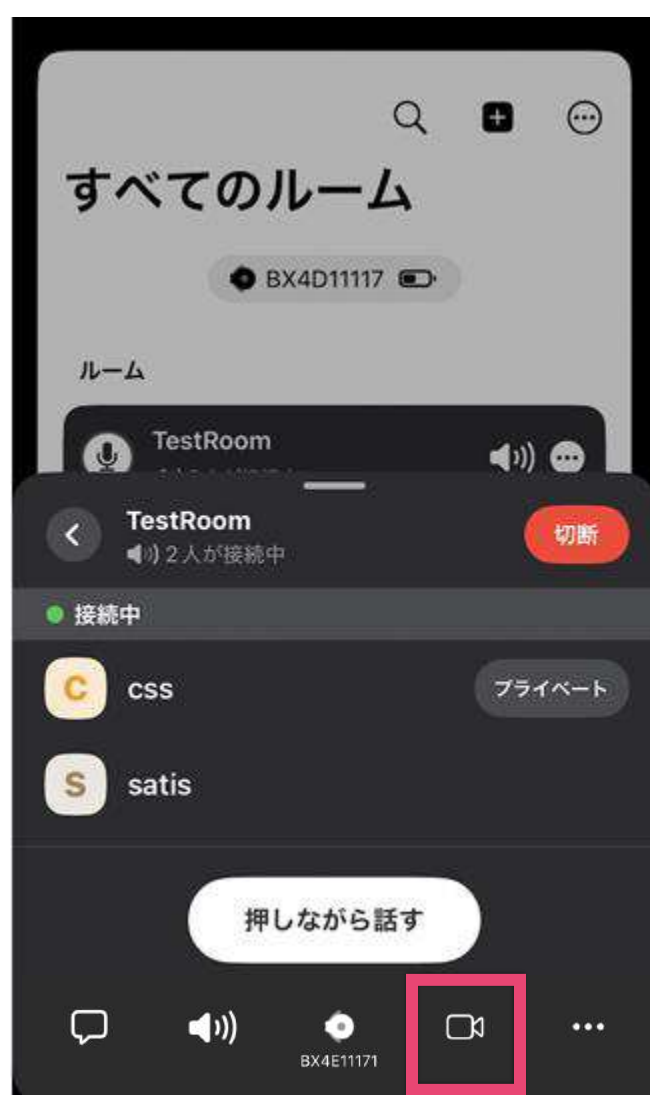 すべてのルーム
BX4D11117
ルーム
TestRoom
TestRoom
切断
2人が接続中
接続中
C
css
プライベート
S
satis
押しながら話す
BX4E11171